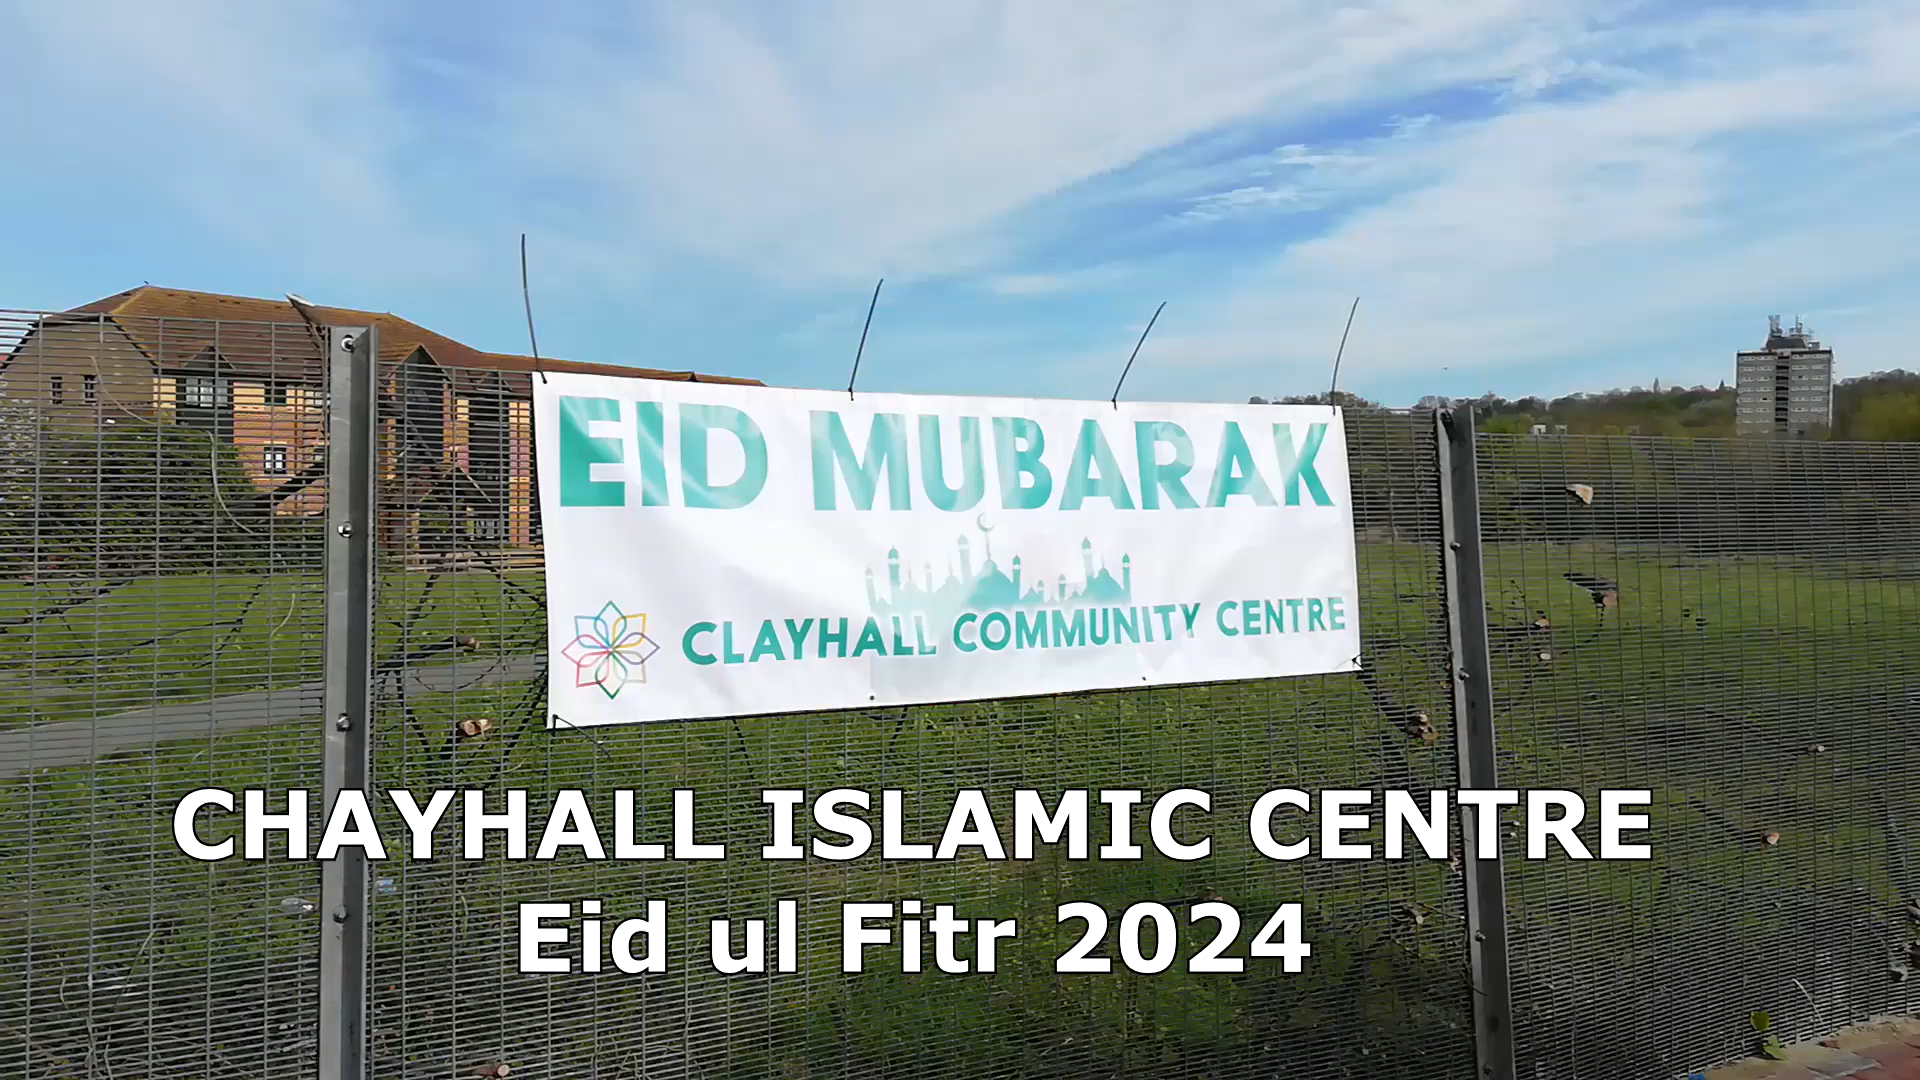 EID MUBARAK
CLAYHALL COMMUNITY CENTRE
CHAYHALL ISLAMIC CENTRE
Eid ul Fitr 2024